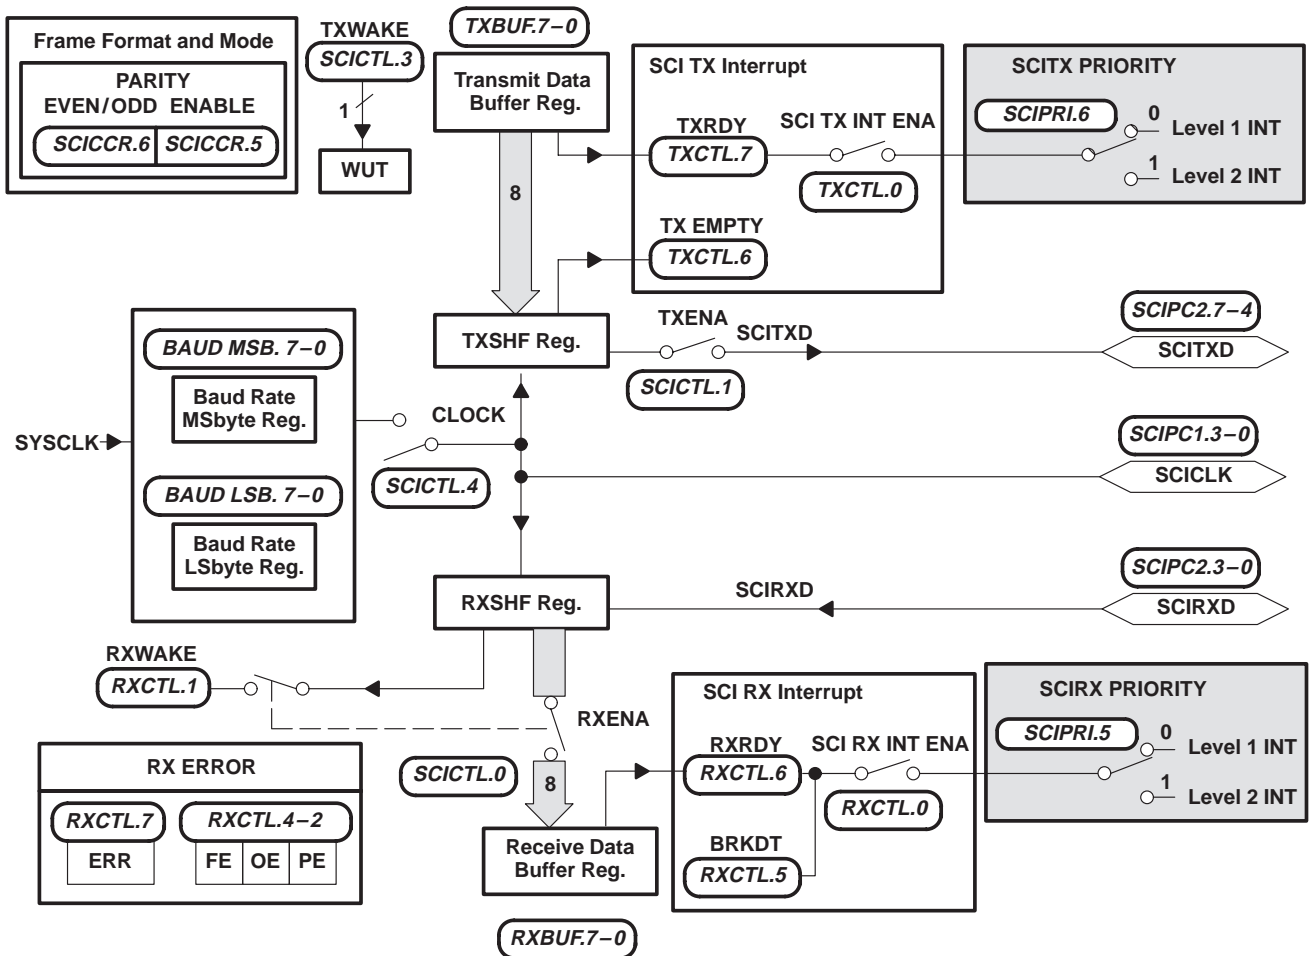 Frame Format and Mode
PARITY
EVEN/ODD ENABLE
SCICCR.6 SCICCR.5
TXWAKE
SCICTL.3
1
WUT
TXBUF.7–0
Transmit Data
Buffer Reg.
8
SCI TX Interrupt
TXRDY
TXCTL.7
SCI TX INT ENA
TXCTL.0
TX EMPTY
TXCTL.6
SCITX PRIORITY
SCIPRI.6
0
Level 1 INT
1
Level 2 INT
TXSHF Reg.
TXENA
SCITXD
SCICTL.1
SCIPC2.7–4
SCITXD
SYSCLK
BAUD MSB. 7–0
Baud Rate
MSbyte Reg.
BAUD LSB. 7–0
Baud Rate
LSbyte Reg.
CLOCK
SCICTL.4
SCIPC1.3–0
SCICLK
RXSHF Reg.
SCIRXD
SCIPC2.3–0
SCIRXD
RXWAKE
RXCTL.1
RXENA
SCICTL.0
8
RX ERROR
RXCTL.7
RXCTL.4–2
ERR
FE OE PE
Receive Data
Buffer Reg.
RXBUF.7–0
SCI RX Interrupt
RXRDY
RXCTL.6
SCI RX INT ENA
RXCTL.0
BRKDT
RXCTL.5
SCIRX PRIORITY
SCIPRI.5
0
Level 1 INT
1
Level 2 INT